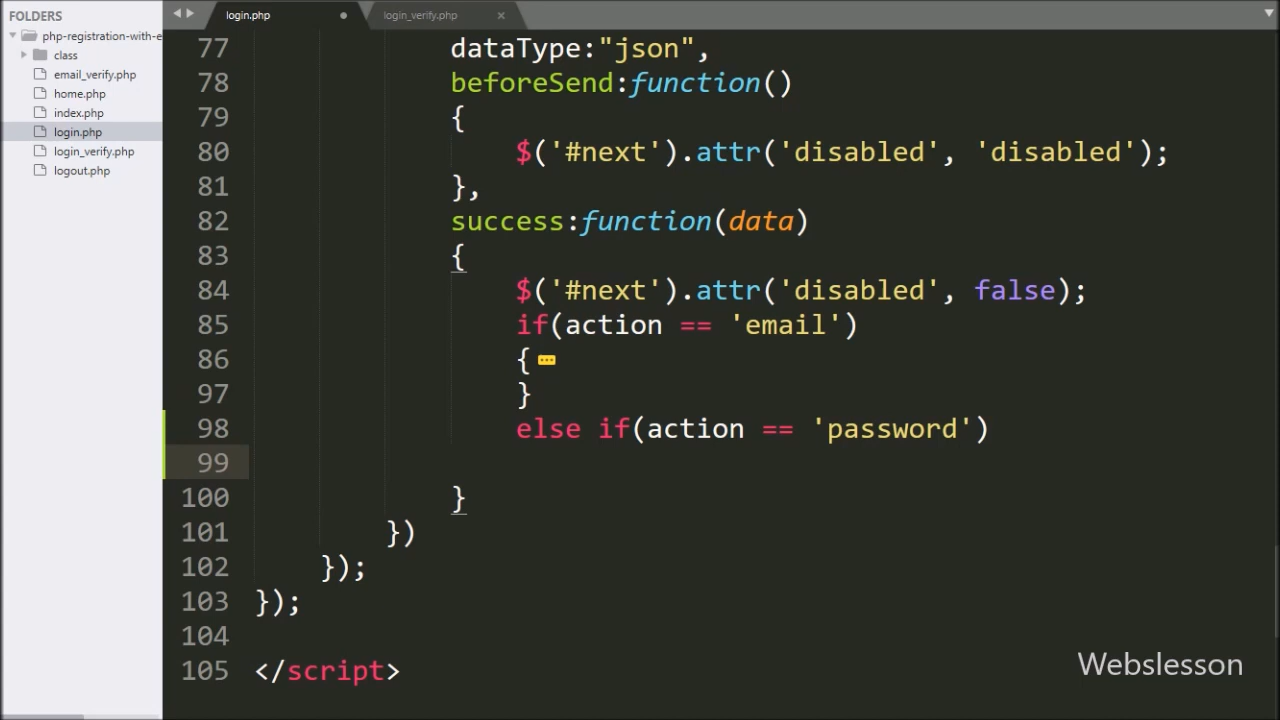 FOLDERS
php-registration-with-e
class
email_verify.php
home.php
index.php
login.php
login_verify.php
logout.php
login.php
login_verify.php
77 dataType:"json",
78 beforeSend:function()
79 {
80 $('#next').attr('disabled', 'disabled');
81 },
82 success:function(data)
83 {
84 $('#next').attr('disabled', false);
85 if(action == 'email')
86 {
97 }
98 else if(action == 'password')
99
100 }
101 })
102 });
103 });
104
105 </script>
Webslesson